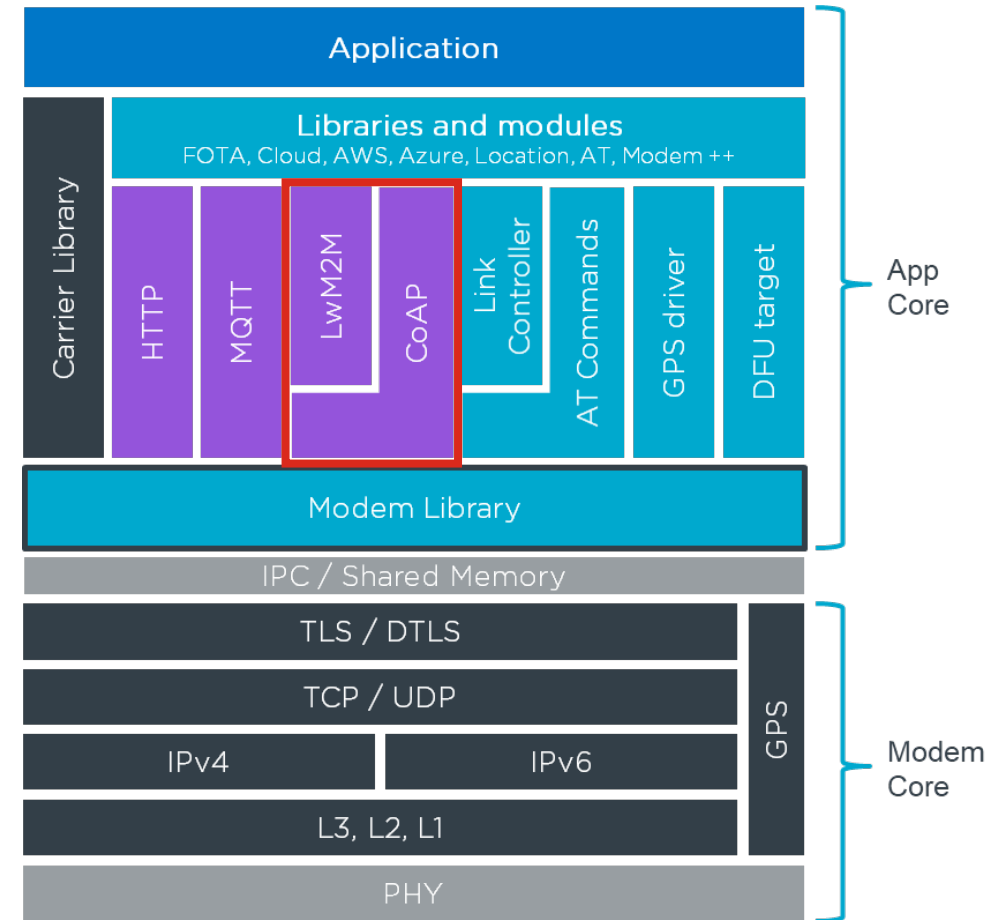 Application
Libraries and modules
FOTA, Cloud, AWS, Azure, Location, AT, Modem ++
Carrier Library
HTTP
MQTT
LwM2M
CoAP
Link
Controller
AT Commands
GPS driver
DFU target
App
Core
Modem Library
IPC / Shared Memory
TLS / DTLS
TCP / UDP
IPv4
IPv6
GPS
L3, L2, L1
Modem
Core
PHY